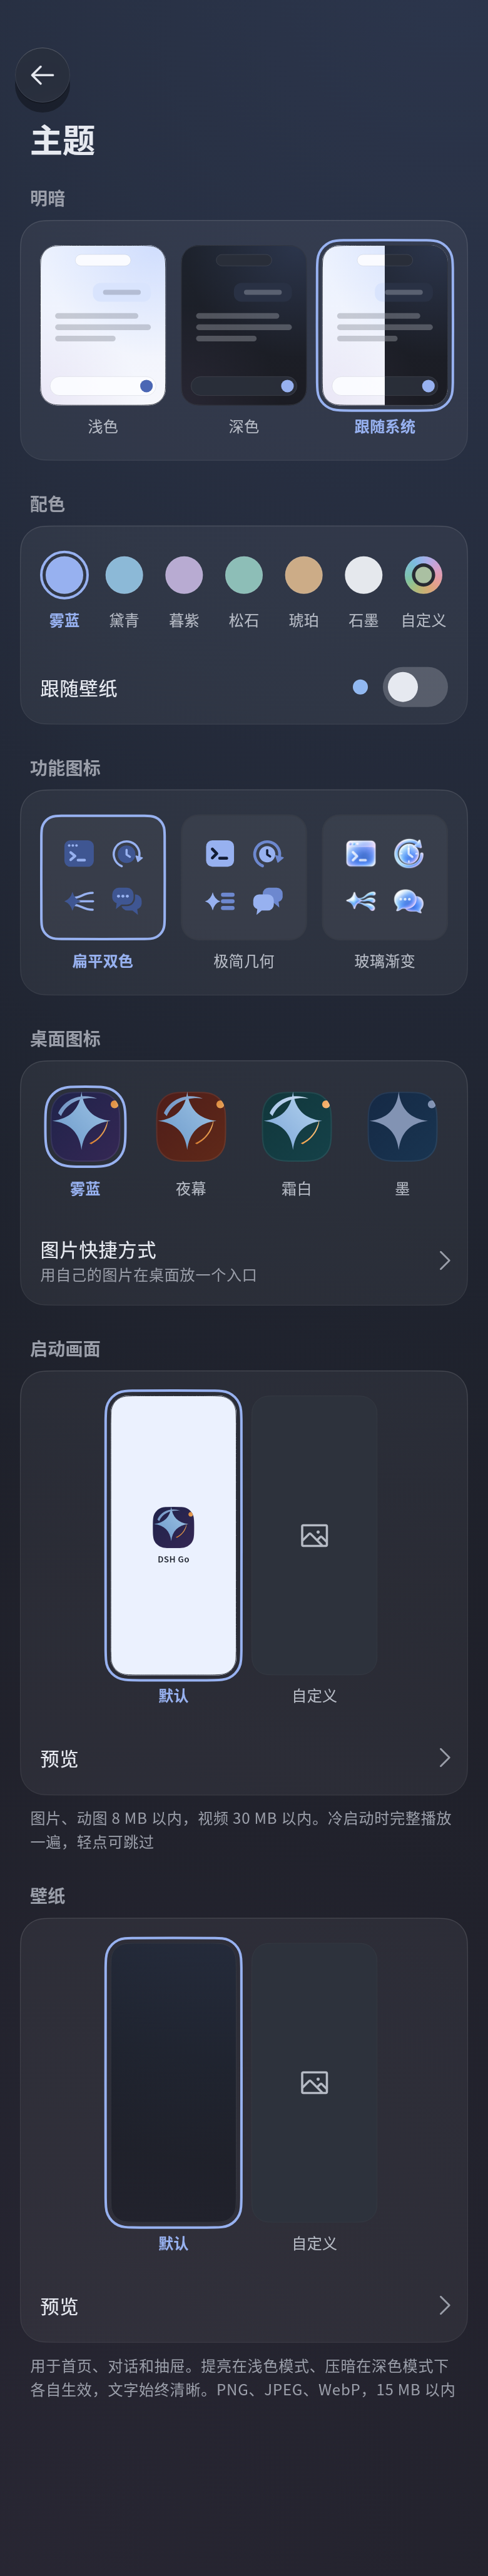 主题
明暗
浅色
深色
跟随系统
配色
雾蓝
黛青
暮紫
松石
琥珀
石墨
自定义
跟随壁纸
功能图标
扁平双色
极简几何
玻璃渐变
桌面图标
雾蓝
夜幕
霜白
墨
图片快捷方式
用自己的图片在桌面放一个入口
启动画面
DSH Go
默认
自定义
预览
图片、动图 8 MB 以内，视频 30 MB 以内。冷启动时完整播放
一遍，轻点可跳过
壁纸
默认
自定义
预览
用于首页、对话和抽屉。提亮在浅色模式、压暗在深色模式下
各自生效，文字始终清晰。PNG、JPEG、WebP，15 MB 以内